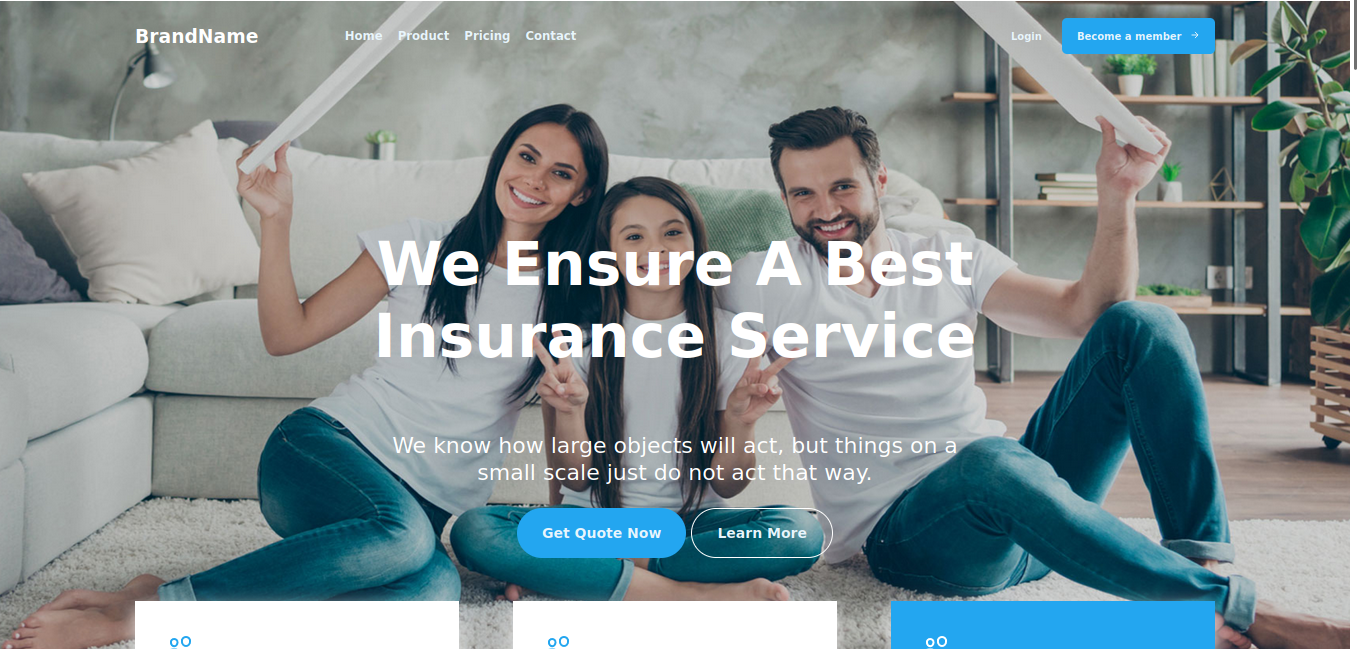 BrandName
Home Product Pricing Contact
Login
Become a member
We Ensure A Best
Insurance Service
We know how large objects will act, but things on a
small scale just do not act that way.
Get Quote Now
Learn More